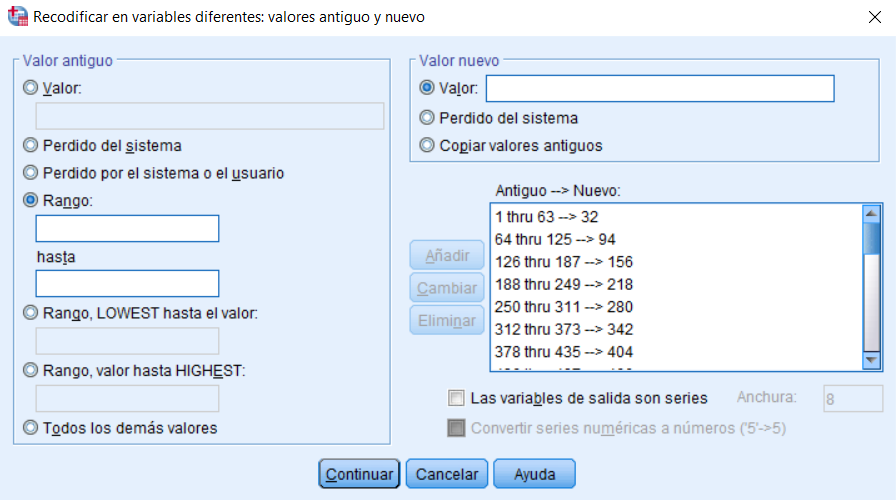 Recodificar en variables diferentes: valores antiguo y nuevo
Valor antiguo
Valor:
Perdido del sistema
Perdido por el sistema o el usuario
Rango:
hasta
Rango, LOWEST hasta el valor:
Rango, valor hasta HIGHEST:
Todos los demás valores
Valor nuevo
Valor:
Perdido del sistema
Copiar valores antiguos
Antiguo --> Nuevo:
1 thru 63 --> 32
64 thru 125 --> 94
126 thru 187 --> 156
188 thru 249 --> 218
250 thru 311 --> 280
312 thru 373 --> 342
378 thru 435 --> 404
Añadir
Cambiar
Eliminar
Las variables de salida son series
Anchura:
8
Convertir series numéricas a números ('5'->5)
Continuar
Cancelar
Ayuda